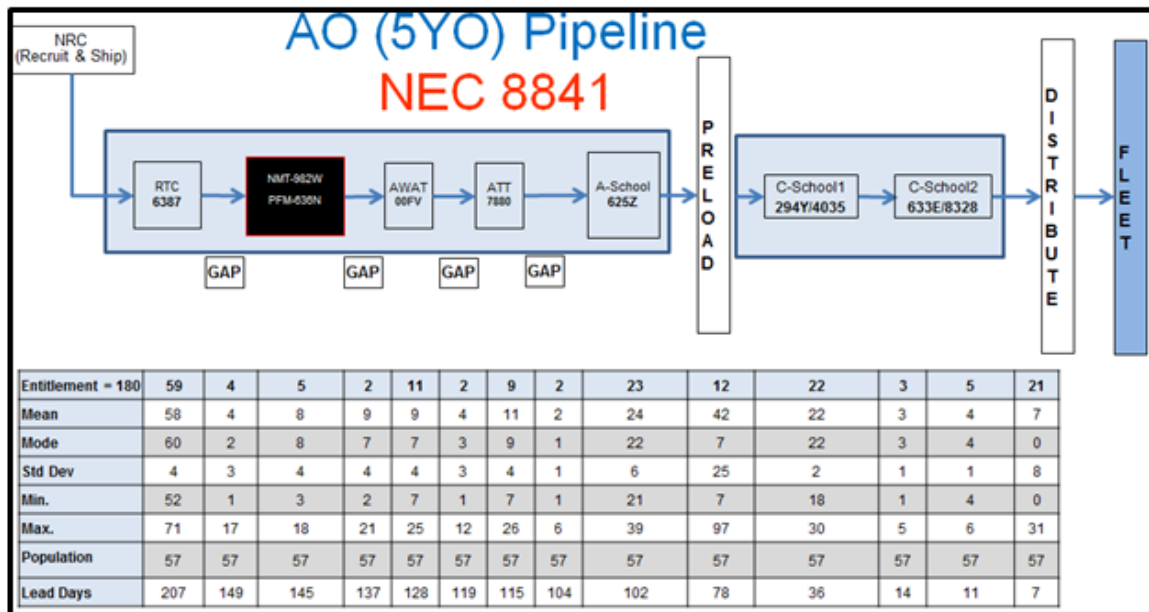 AO (5YO) Pipeline
NEC 8841
NRC
(Recruit & Ship)
RTC
6387
NMT-982W
PFM-636N
AWAT
00FV
ATT
7880
A-School
625Z
PRELOAD
C-School1
294Y/4035
C-School2
633E/8328
DISTRIBUTE
FLEET
GAP
GAP
GAP
GAP
Entitlement = 180 59 4 5 2 11 2 9 2 23 12 22 3 5 21
Mean 58 4 8 9 9 4 11 2 24 42 22 3 4 7
Mode 60 2 8 7 7 3 9 1 22 7 22 3 4 0
Std Dev 4 3 4 4 4 3 4 1 6 25 2 1 1 8
Min. 52 1 3 2 7 1 7 1 21 7 18 1 4 0
Max. 71 17 18 21 25 12 26 6 39 97 30 5 6 31
Population 57 57 57 57 57 57 57 57 57 57 57 57 57 57
Lead Days 207 149 145 137 128 119 115 104 102 78 36 14 11 7